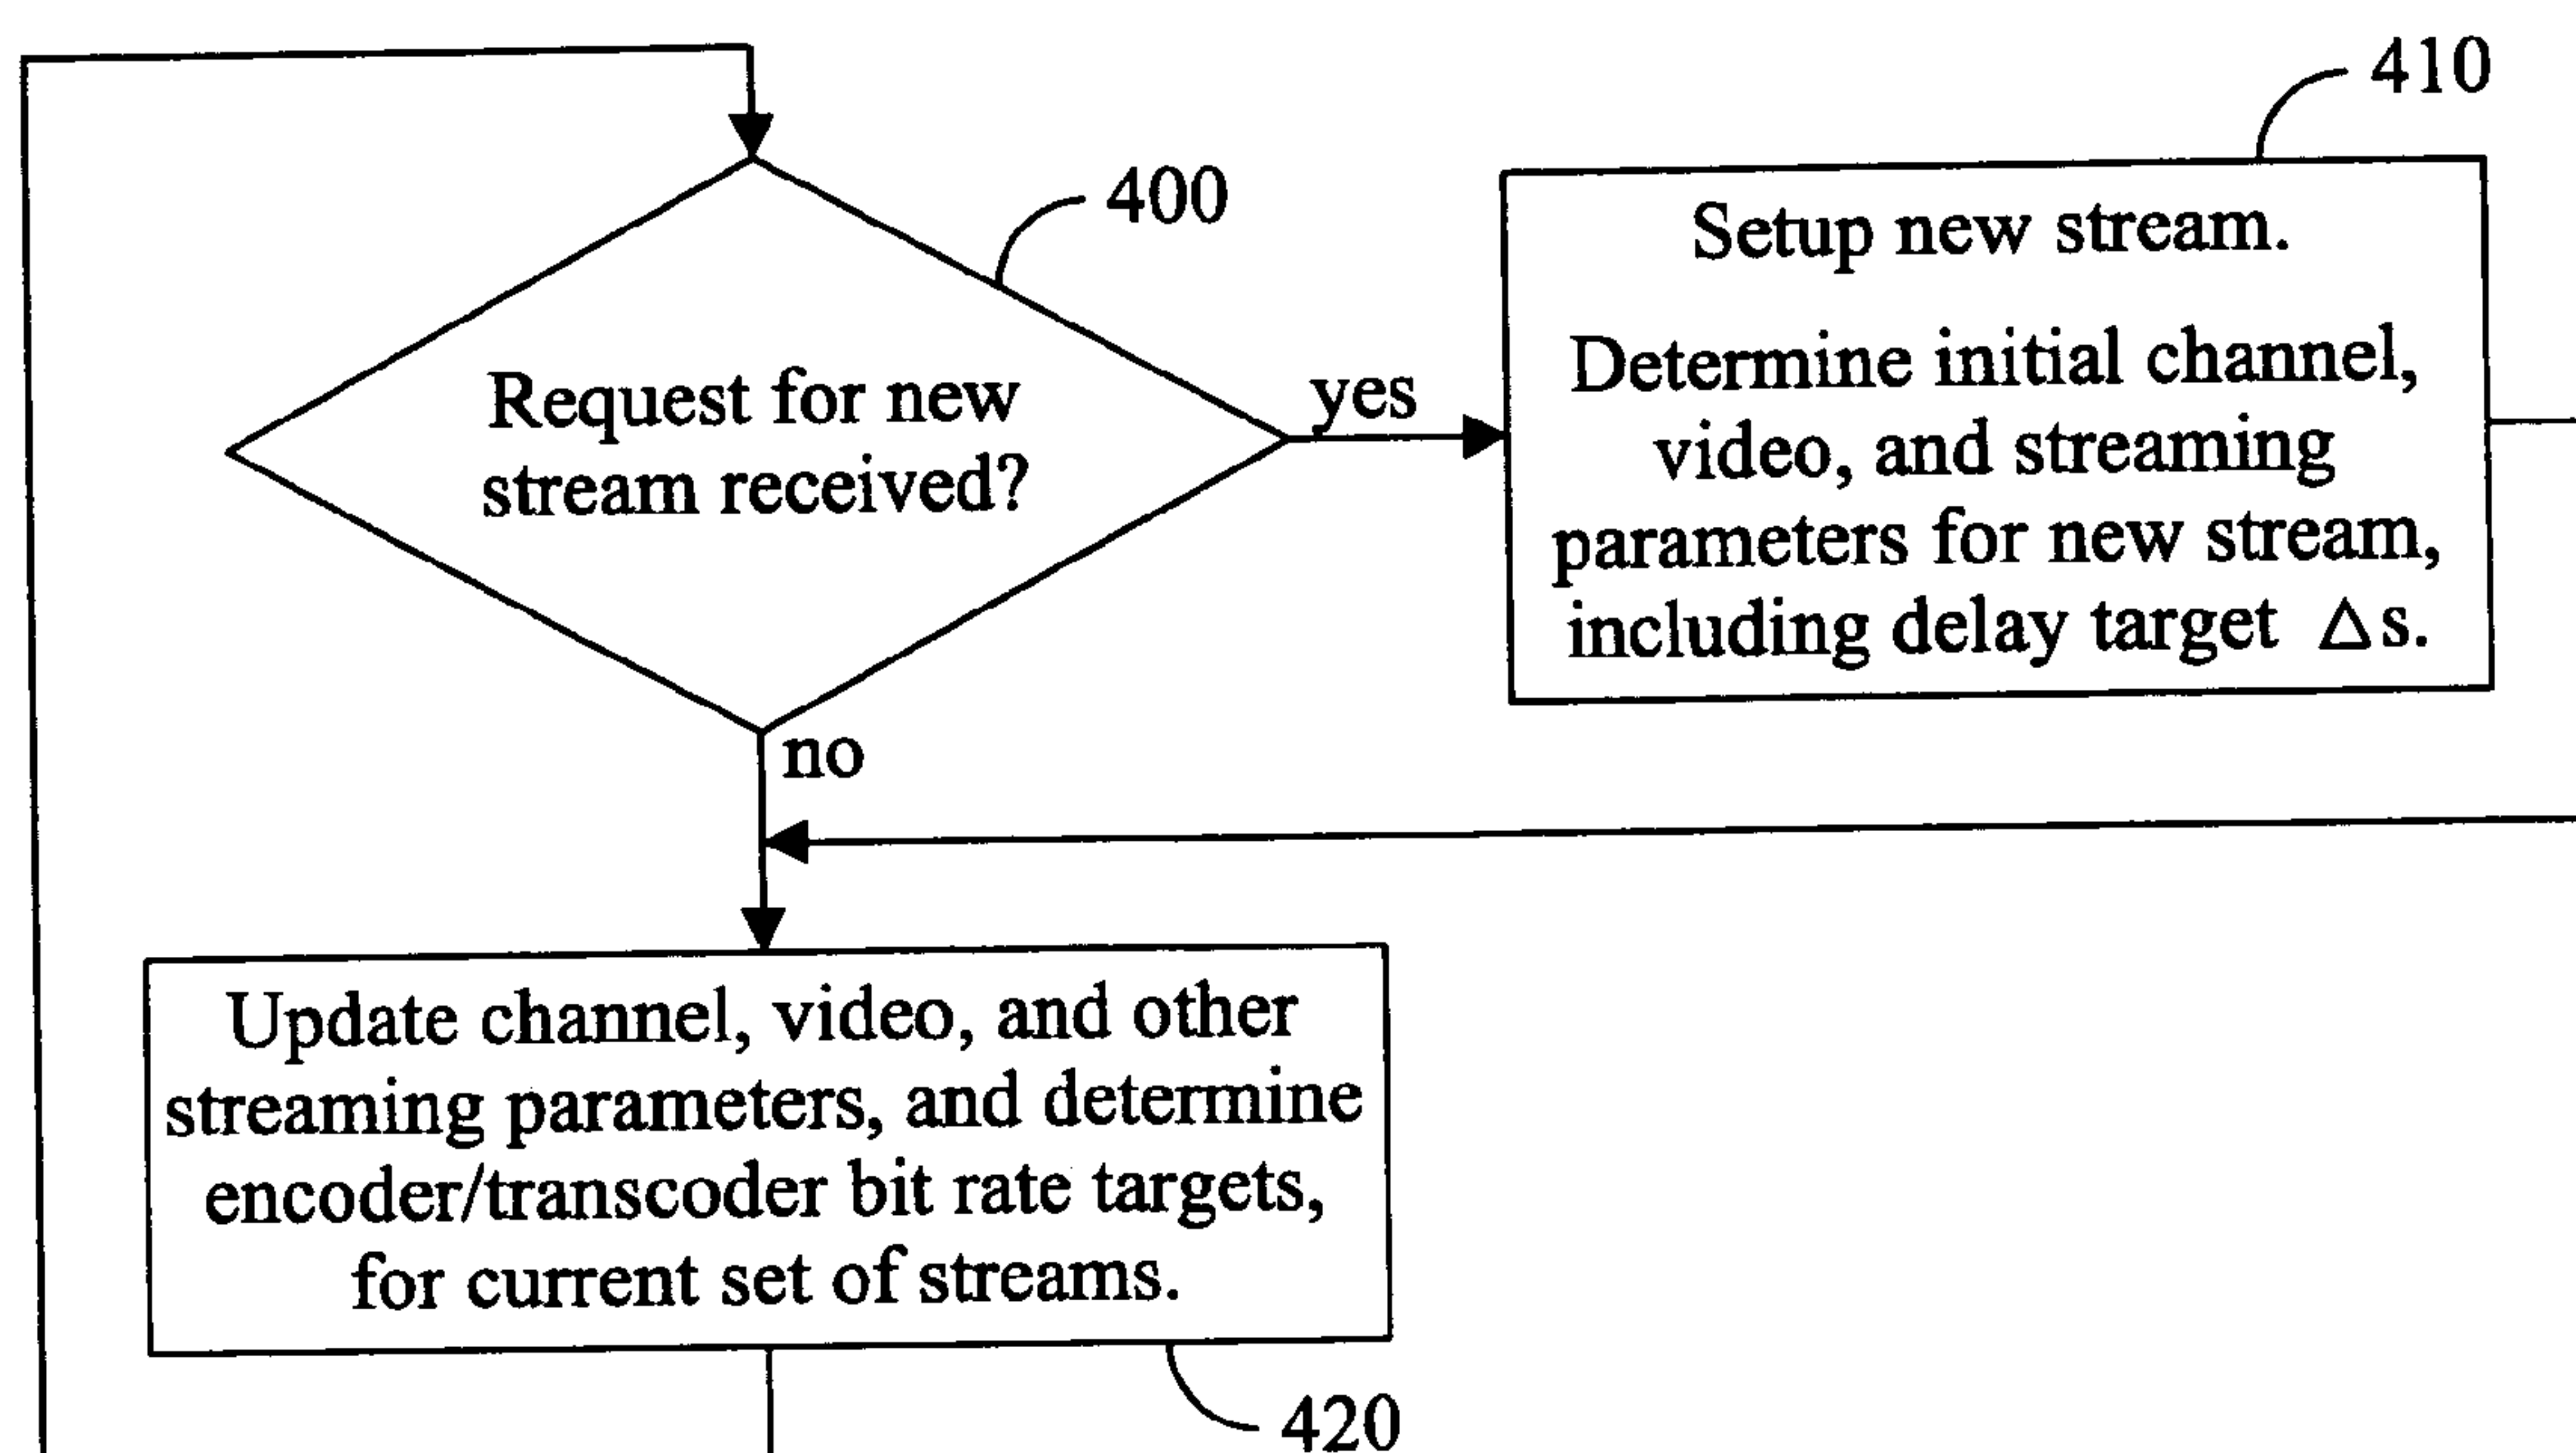 410
400
Setup new stream.
Determine initial channel,
video, and streaming
parameters for new stream,
including delay target Δs.
Request for new
stream received?
yes
no
Update channel, video, and other
streaming parameters, and determine
encoder/transcoder bit rate targets,
for current set of streams.
420